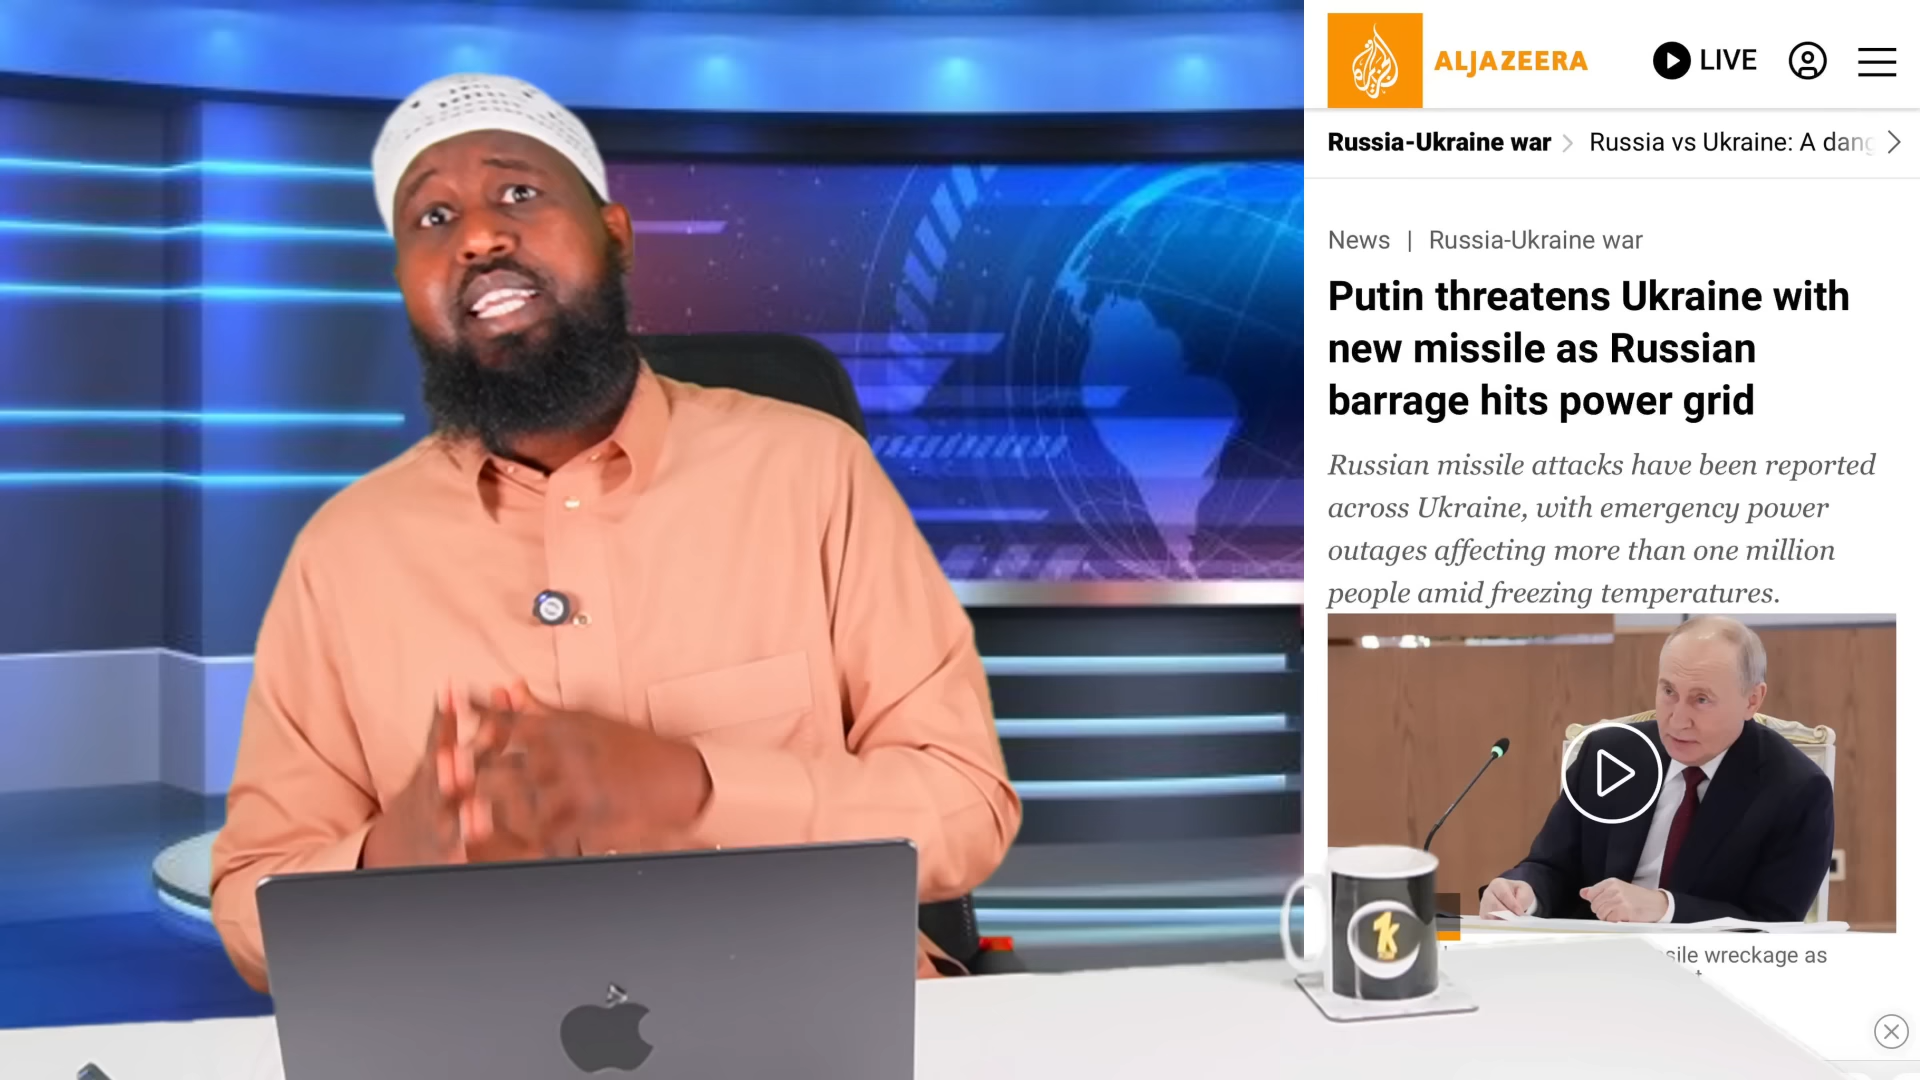 ALJAZEERA
LIVE
Russia-Ukraine war
Russia vs Ukraine: A dang
News | Russia-Ukraine war
Putin threatens Ukraine with
new missile as Russian
barrage hits power grid
Russian missile attacks have been reported
across Ukraine, with emergency power
outages affecting more than one million
people amid freezing temperatures.
1K
sile wreckage as